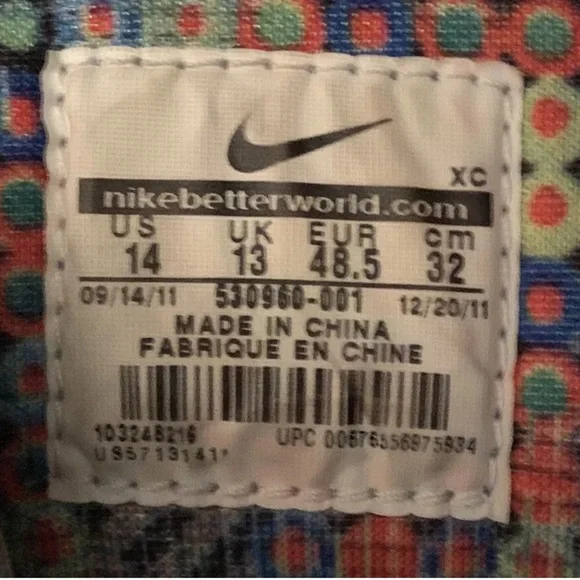 XC
nikebetterworld.com
US UK EUR cm
14 13 48.5 32
09/14/11 530960-001 12/20/11
MADE IN CHINA
FABRIQUE EN CHINE
103248216 UPC